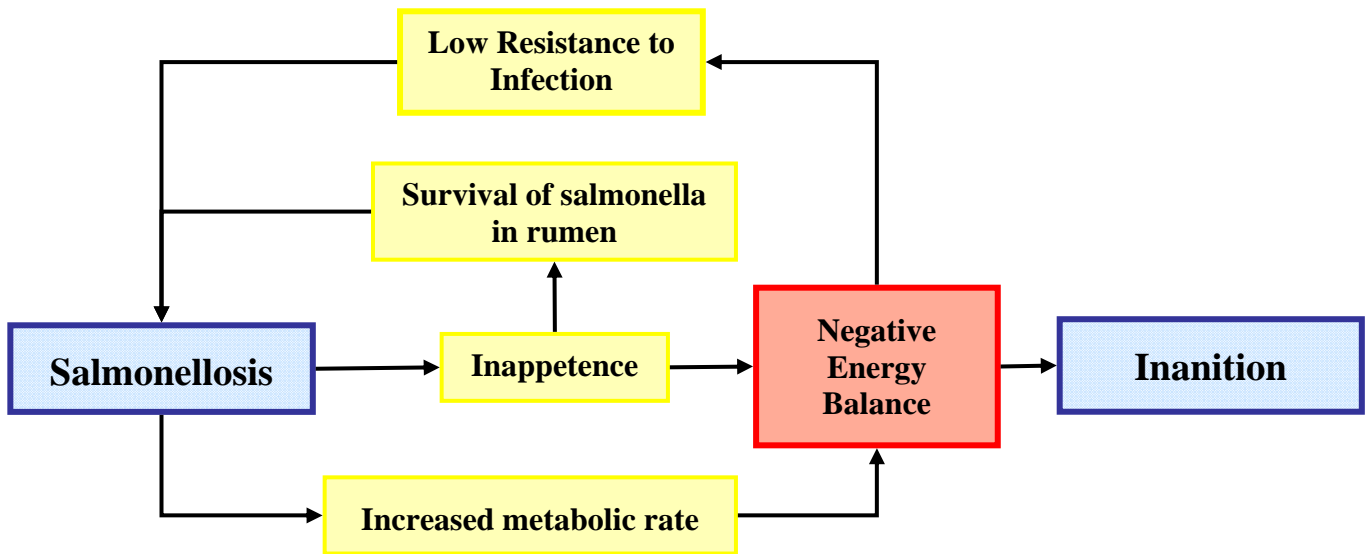 Low Resistance to
Infection
Survival of salmonella
in rumen
Salmonellosis
Inappetence
Negative
Energy
Balance
Inanition
Increased metabolic rate